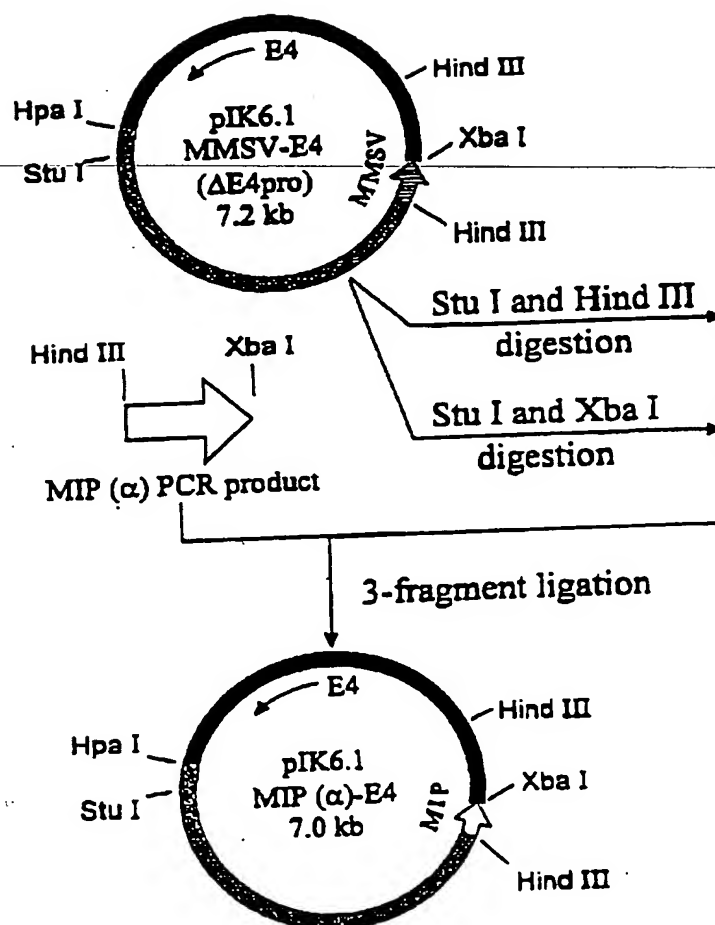 E4
Hind III
Hpa I
pIK6.1
MMSV-E4
(ΔE4pro)
7.2 kb
MMSV
Xba I
Stu I
Hind III
Stu I and Hind III
digestion
Hind III
Xba I
Stu I and Xba I
digestion
MIP (α) PCR product
3-fragment ligation
E4
Hind III
Hpa I
pIK6.1
MIP (α)-E4
7.0 kb
MIP
Xba I
Stu I
Hind III